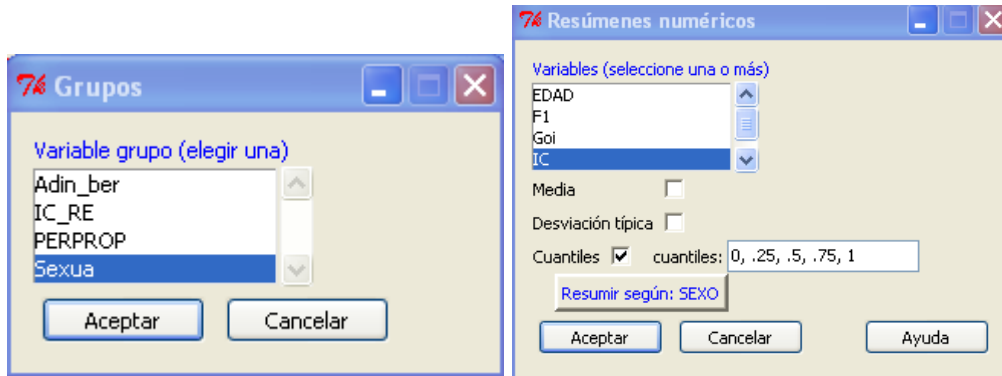 Grupos
Variable grupo (elegir una)
Adin_ber
IC_RE
PERPROP
Sexua
Aceptar Cancelar
Resúmenes numéricos
Variables (seleccione una o más)
EDAD
F1
Goi
IC
Media
Desviación típica
Cuantiles cuantiles: 0, .25, .5, .75, 1
Resumir según: SEXO
Aceptar Cancelar Ayuda